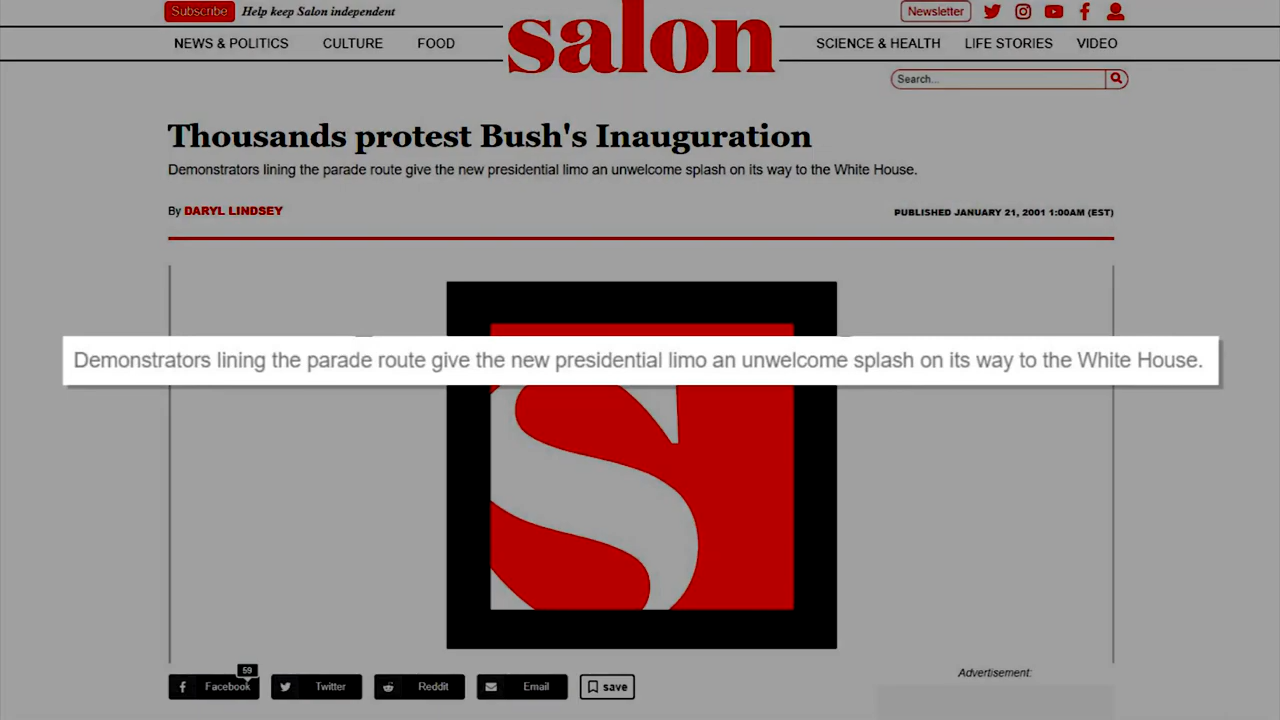 Subscribe Help keep Salon independent Newsletter
NEWS & POLITICS CULTURE FOOD salon SCIENCE & HEALTH LIFE STORIES VIDEO
Search...
Thousands protest Bush's Inauguration
Demonstrators lining the parade route give the new presidential limo an unwelcome splash on its way to the White House.
By DARYL LINDSEY PUBLISHED JANUARY 21, 2001 1:00AM (EST)
Demonstrators lining the parade route give the new presidential limo an unwelcome splash on its way to the White House.
S
59
Facebook Twitter Reddit Email save
Advertisement: